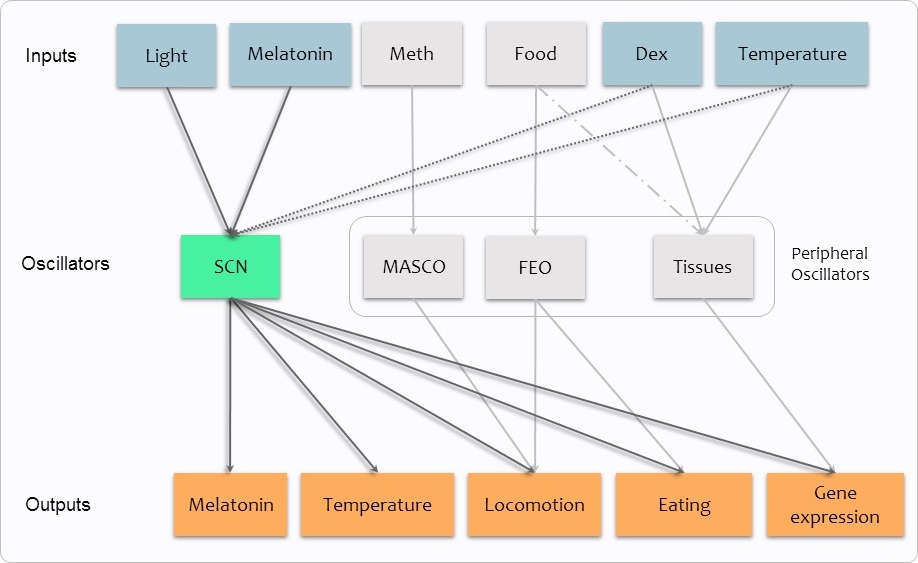 Inputs
Light
Melatonin
Meth
Food
Dex
Temperature
Oscillators
SCN
MASCO
FEO
Tissues
Peripheral
Oscillators
Outputs
Melatonin
Temperature
Locomotion
Eating
Gene
expression